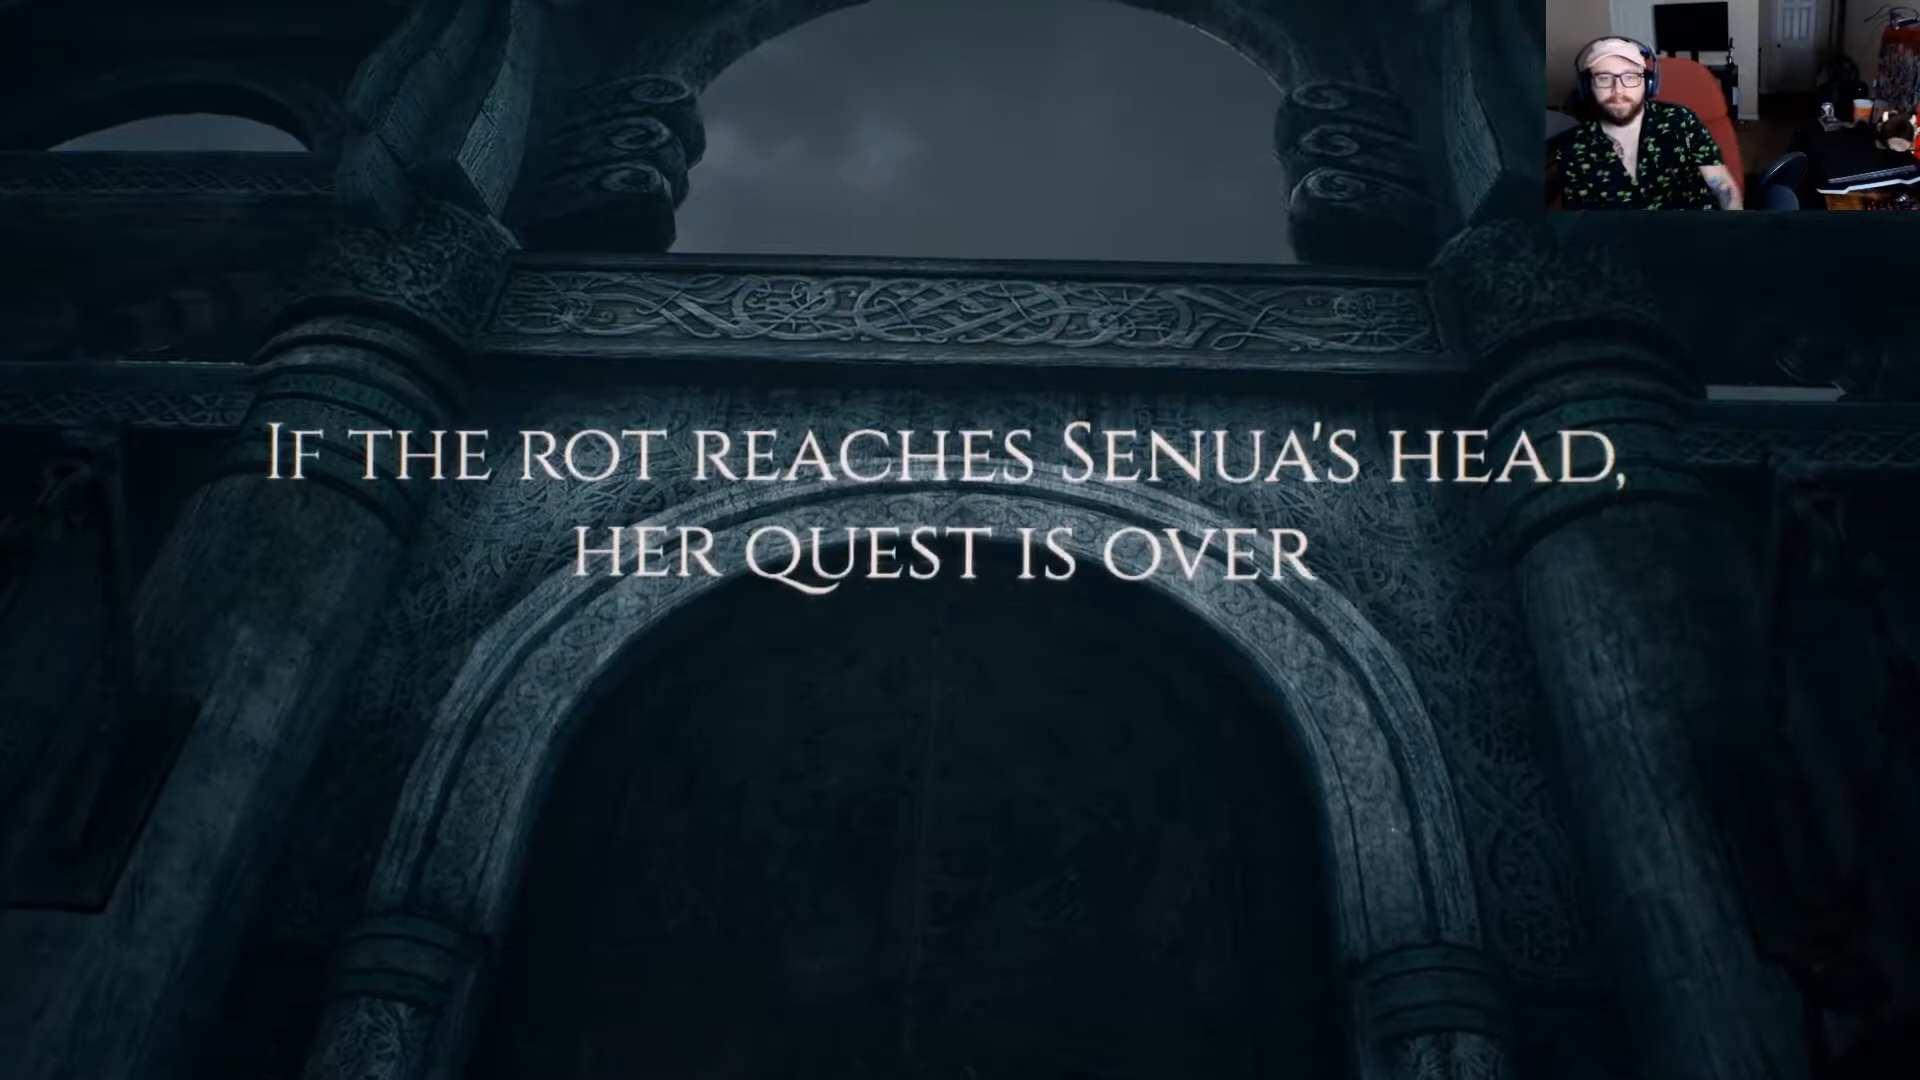 If the rot reaches Senua's head,
her quest is over